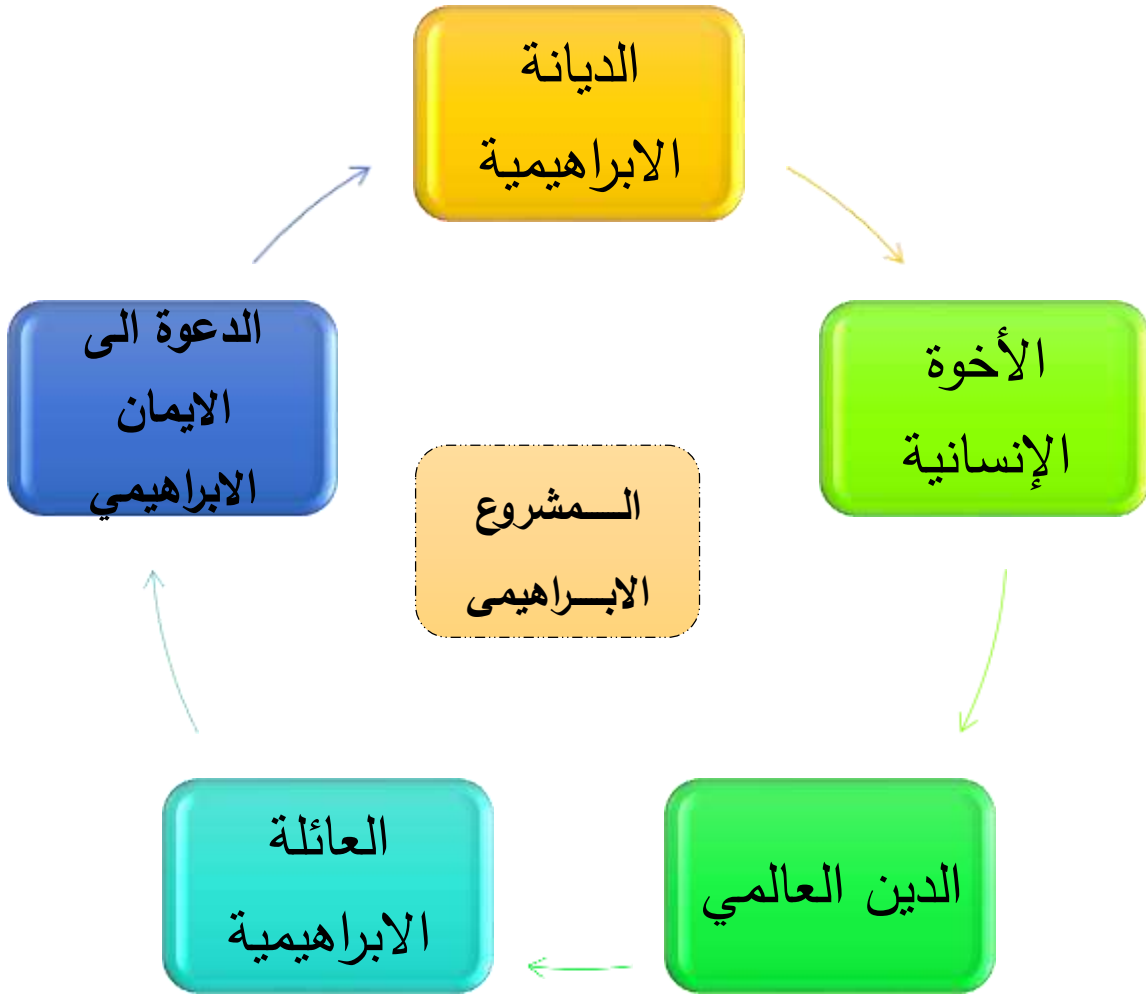 الديانة
الابراهيمية
الأخوة
الإنسانية
الدين العالمي
العائلة
الابراهيمية
الدعوة الى
الايمان
الابراهيمي
الـــمشروع
الابـــراهيمى